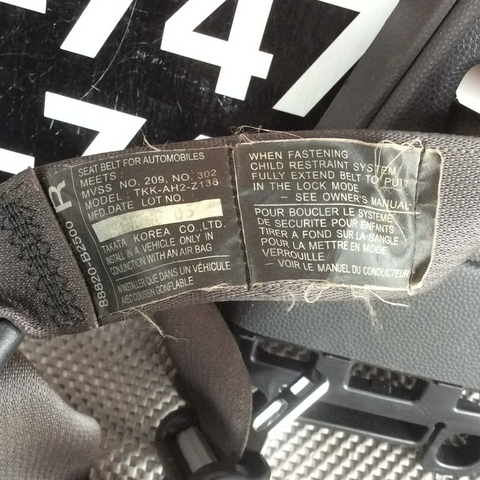 747
R
88820-B2500
SEAT BELT FOR AUTOMOBILES
MEETS :
MVSS NO. 209, NO. 302
MODEL: TKK-AH2-Z138
MFD.DATE LOT NO.
TAKATA KOREA CO.,LTD.
INSTALL IN A VEHICLE ONLY IN
CONJUNCTION WITH AN AIR BAG
N'INSTALER QUE DANS UN VÉHICULE
AVEC COUSSIN GONFLABLE
WHEN FASTENING
CHILD RESTRAINT SYSTEM
FULLY EXTEND BELT TO PUT
IN THE LOCK MODE
- SEE OWNER'S MANUAL-
POUR BOUCLER LE SYSTÈME
DE SECURITE POUR ENFANTS
TIRER A FOND SUR LA SANGLE
POUR LA METTRE EN MODE
VERROUILLAGE
- VOIR LE MANUEL DU CONDUCTEUR